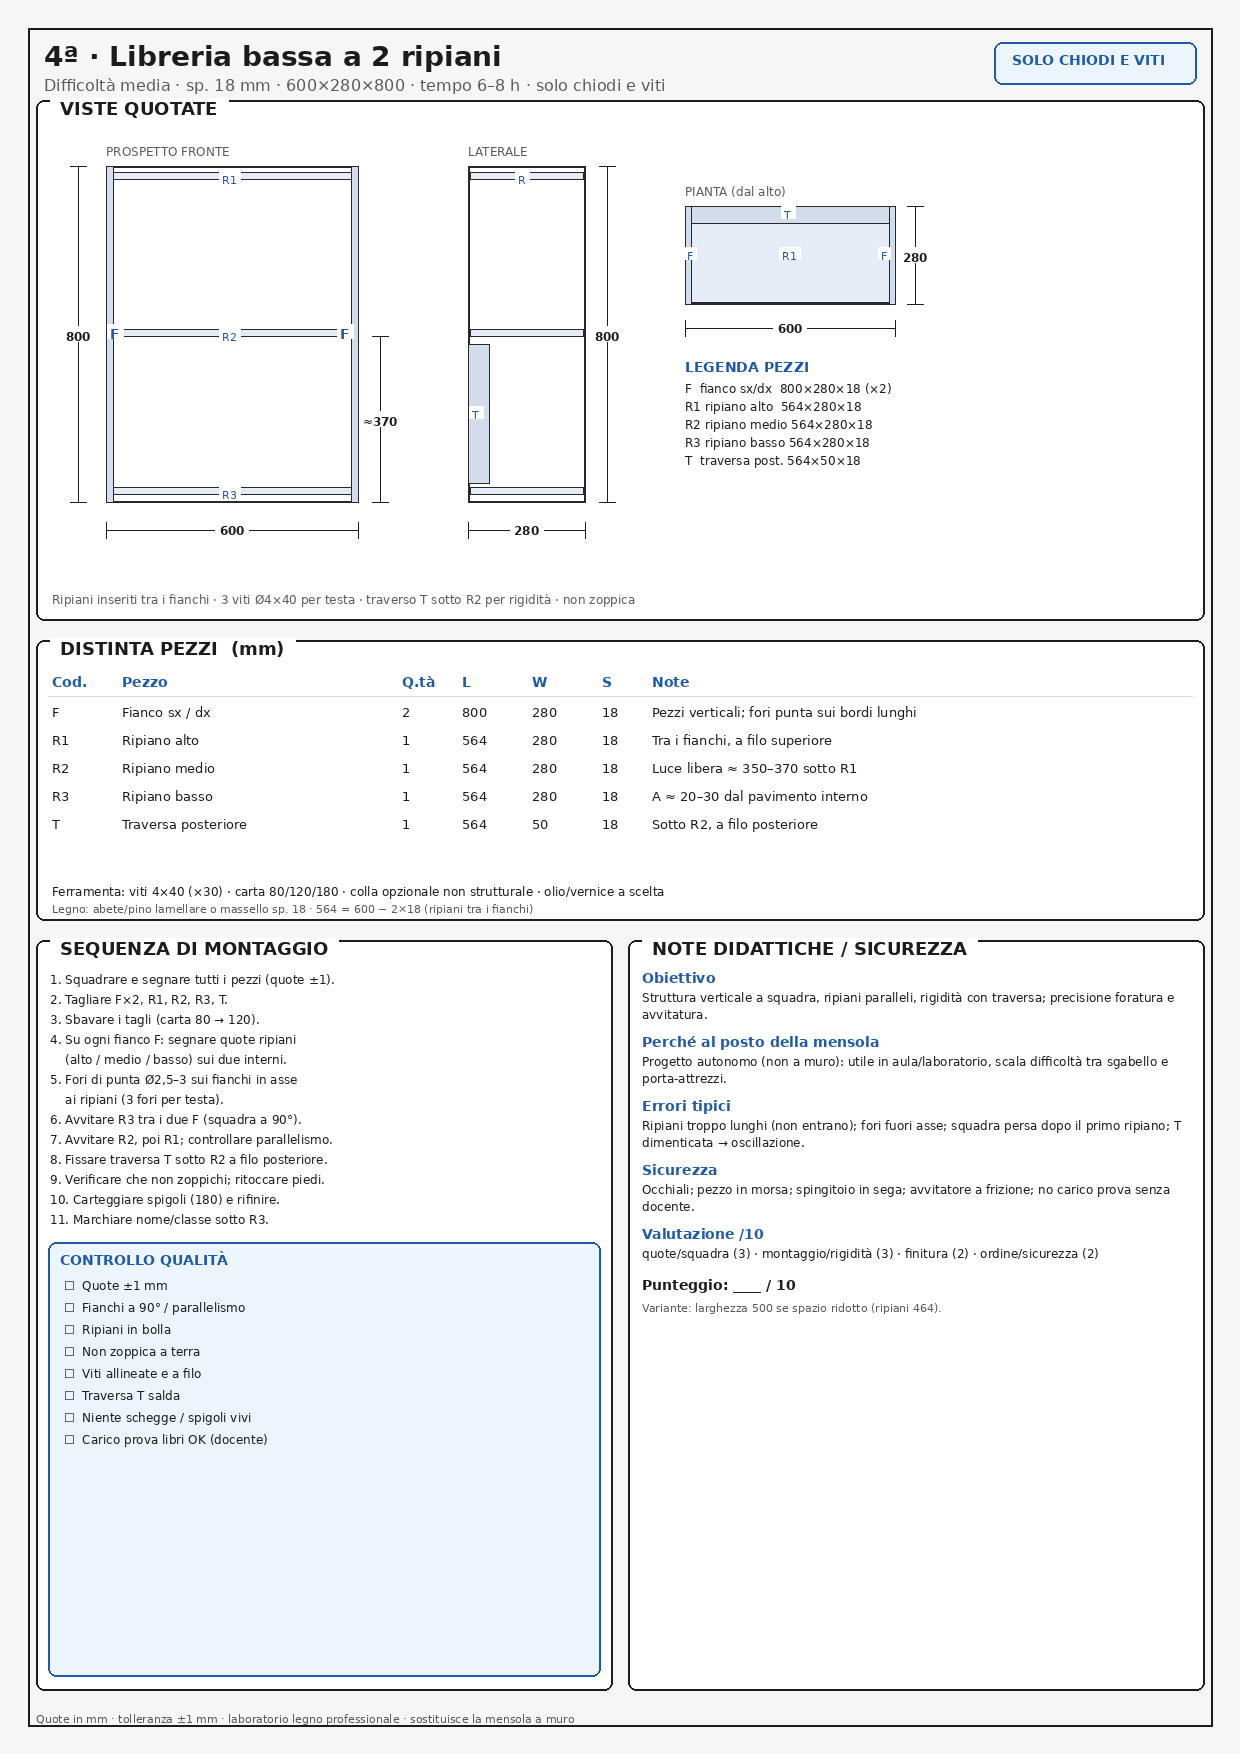 4ª · Libreria bassa a 2 ripiani
Difficoltà media · sp. 18 mm · 600×280×800 · tempo 6–8 h · solo chiodi e viti
SOLO CHIODI E VITI
VISTE QUOTATE
PROSPETTO FRONTE
R1
F
R2
F
R3
800
≈370
600
LATERALE
R
T
800
280
PIANTA (dal alto)
T
F
R1
F
280
600
LEGENDA PEZZI
F fianco sx/dx 800×280×18 (×2)
R1 ripiano alto 564×280×18
R2 ripiano medio 564×280×18
R3 ripiano basso 564×280×18
T traversa post. 564×50×18
Ripiani inseriti tra i fianchi · 3 viti Ø4×40 per testa · traverso T sotto R2 per rigidità · non zoppica
DISTINTA PEZZI (mm)
Cod. Pezzo Q.tà L W S Note
F Fianco sx / dx 2 800 280 18 Pezzi verticali; fori punta sui bordi lunghi
R1 Ripiano alto 1 564 280 18 Tra i fianchi, a filo superiore
R2 Ripiano medio 1 564 280 18 Luce libera ≈ 350–370 sotto R1
R3 Ripiano basso 1 564 280 18 A ≈ 20–30 dal pavimento interno
T Traversa posteriore 1 564 50 18 Sotto R2, a filo posteriore
Ferramenta: viti 4×40 (×30) · carta 80/120/180 · colla opzionale non strutturale · olio/vernice a scelta
Legno: abete/pino lamellare o massello sp. 18 · 564 = 600 − 2×18 (ripiani tra i fianchi)
SEQUENZA DI MONTAGGIO
1. Squadrare e segnare tutti i pezzi (quote ±1).
2. Tagliare F×2, R1, R2, R3, T.
3. Sbavare i tagli (carta 80 → 120).
4. Su ogni fianco F: segnare quote ripiani
(alto / medio / basso) sui due interni.
5. Fori di punta Ø2,5–3 sui fianchi in asse
ai ripiani (3 fori per testa).
6. Avvitare R3 tra i due F (squadra a 90°).
7. Avvitare R2, poi R1; controllare parallelismo.
8. Fissare traversa T sotto R2 a filo posteriore.
9. Verificare che non zoppichi; ritoccare piedi.
10. Carteggiare spigoli (180) e rifinire.
11. Marchiare nome/classe sotto R3.
CONTROLLO QUALITÀ
☐ Quote ±1 mm
☐ Fianchi a 90° / parallelismo
☐ Ripiani in bolla
☐ Non zoppica a terra
☐ Viti allineate e a filo
☐ Traversa T salda
☐ Niente schegge / spigoli vivi
☐ Carico prova libri OK (docente)
NOTE DIDATTICHE / SICUREZZA
Obiettivo
Struttura verticale a squadra, ripiani paralleli, rigidità con traversa; precisione foratura e
avvitatura.
Perché al posto della mensola
Progetto autonomo (non a muro): utile in aula/laboratorio, scala difficoltà tra sgabello e
porta-attrezzi.
Errori tipici
Ripiani troppo lunghi (non entrano); fori fuori asse; squadra persa dopo il primo ripiano; T
dimenticata → oscillazione.
Sicurezza
Occhiali; pezzo in morsa; spingitoio in sega; avvitatore a frizione; no carico prova senza
docente.
Valutazione /10
quote/squadra (3) · montaggio/rigidità (3) · finitura (2) · ordine/sicurezza (2)
Punteggio: ____ / 10
Variante: larghezza 500 se spazio ridotto (ripiani 464).
Quote in mm · tolleranza ±1 mm · laboratorio legno professionale · sostituisce la mensola a muro